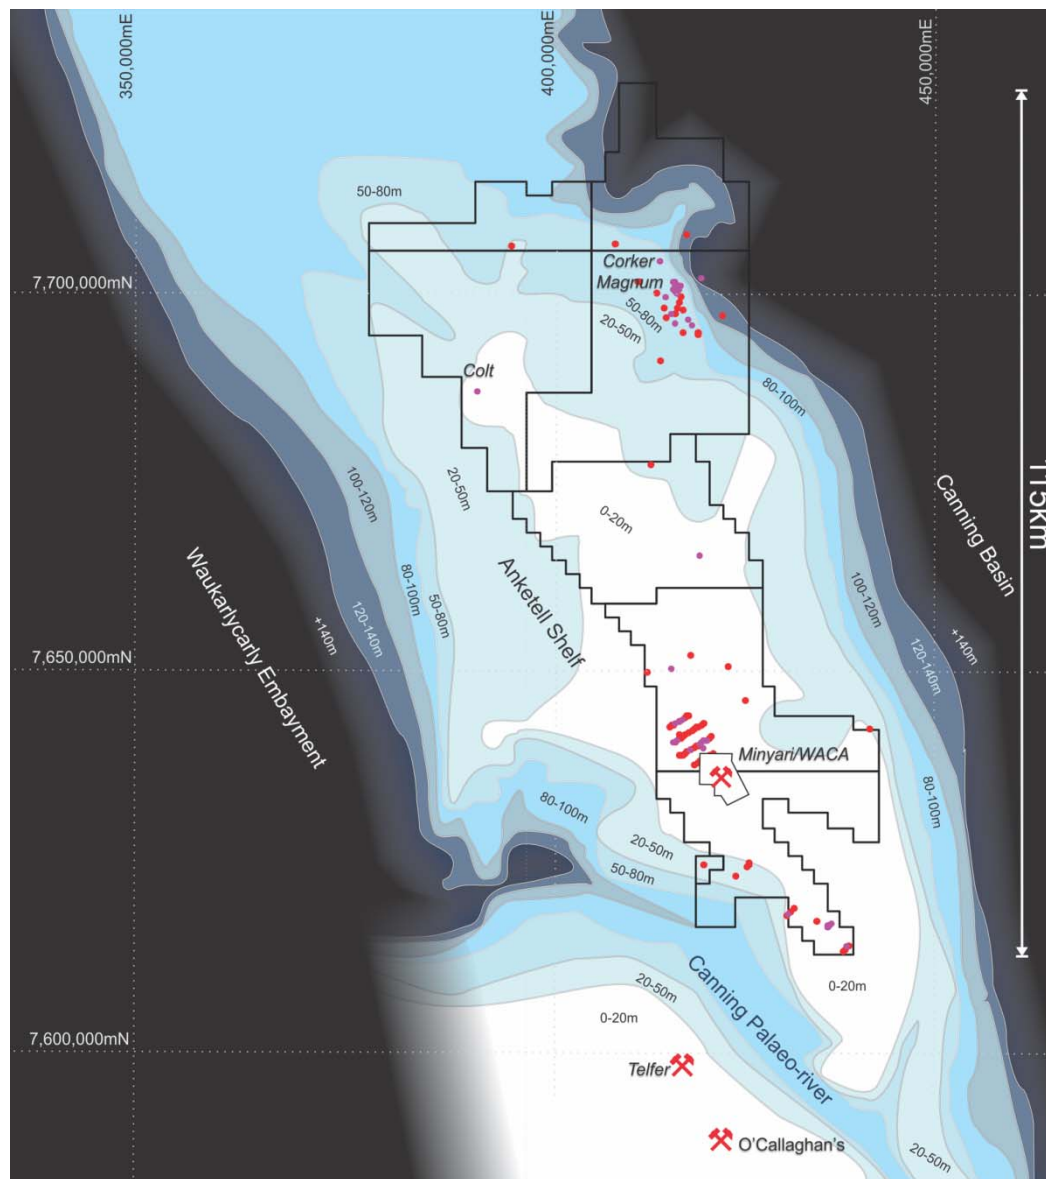 350,000mE
400,000mE
450,000mE
50-80m
7,700,000mN
Corker
Magnum
50-80m
20-50m
Colt
80-100m
20-50m
100-120m
0-20m
Canning Basin
115km
Waukarlycarly Embayment
+140m
120-140m
80-100m
50-80m
Anketell Shelf
100-120m
120-140m
+140m
7,650,000mN
Minyari/WACA
80-100m
80-100m
20-50m
50-80m
Canning Palaeo-river
20-50m
0-20m
0-20m
7,600,000mN
Telfer
O'Callaghan's
20-50m